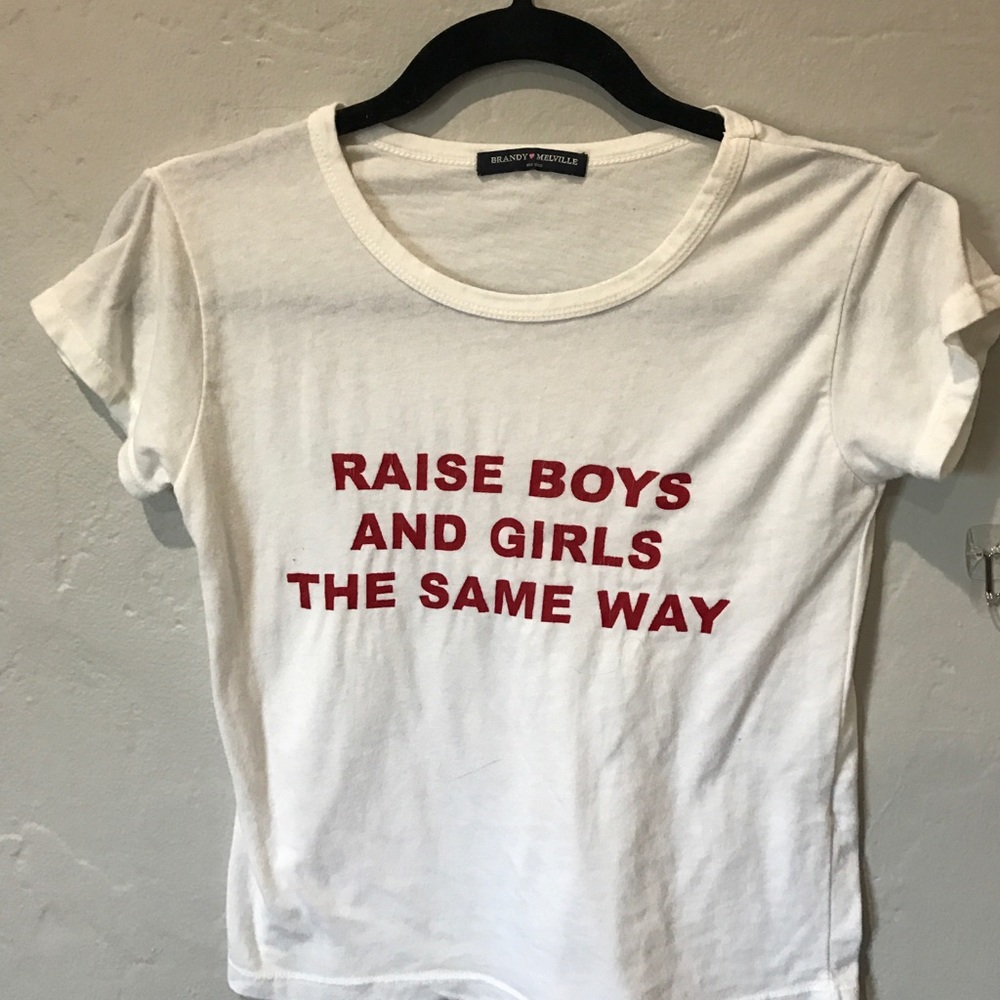 BRANDY♥MELVILLE
RAISE BOYS
AND GIRLS
THE SAME WAY